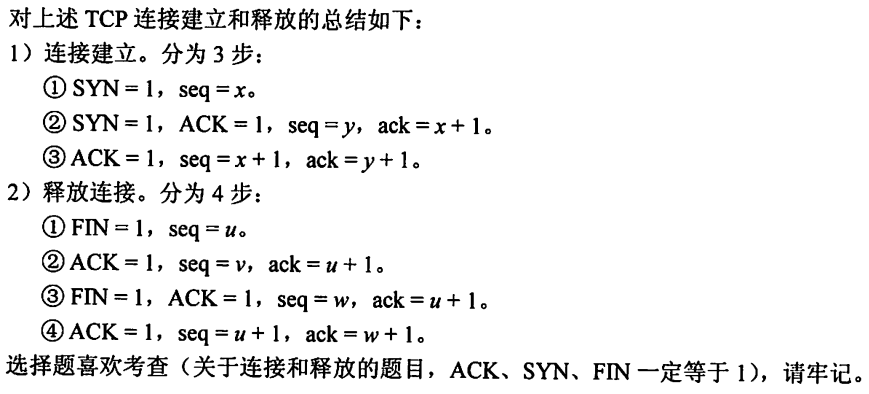 对上述 TCP 连接建立和释放的总结如下：
1）连接建立。分为 3 步：
① SYN = 1，seq = x。
② SYN = 1，ACK = 1，seq = y，ack = x + 1。
③ ACK = 1，seq = x + 1，ack = y + 1。
2）释放连接。分为 4 步：
① FIN = 1，seq = u。
② ACK = 1，seq = v，ack = u + 1。
③ FIN = 1，ACK = 1，seq = w，ack = u + 1。
④ ACK = 1，seq = u + 1，ack = w + 1。
选择题喜欢考查（关于连接和释放的题目，ACK、SYN、FIN 一定等于 1），请牢记。